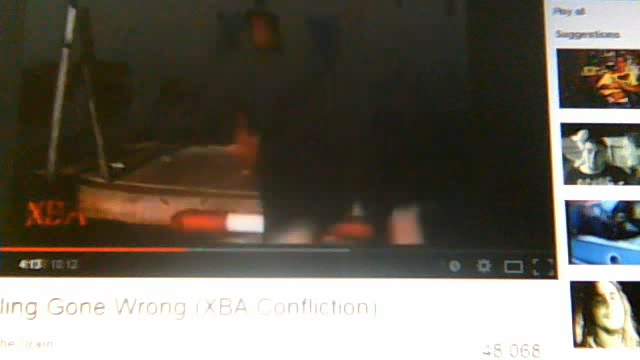 Play all
Suggestions
XBA
10:12
ling Gone Wrong (XBA Confliction)
48 068